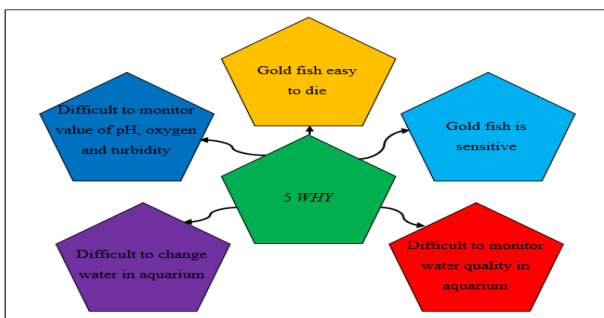 Gold fish easy
to die
Difficult to monitor
value of pH, oxygen
and turbidity
Gold fish is
sensitive
5 WHY
Difficult to change
water in aquarium
Difficult to monitor
water quality in
aquarium